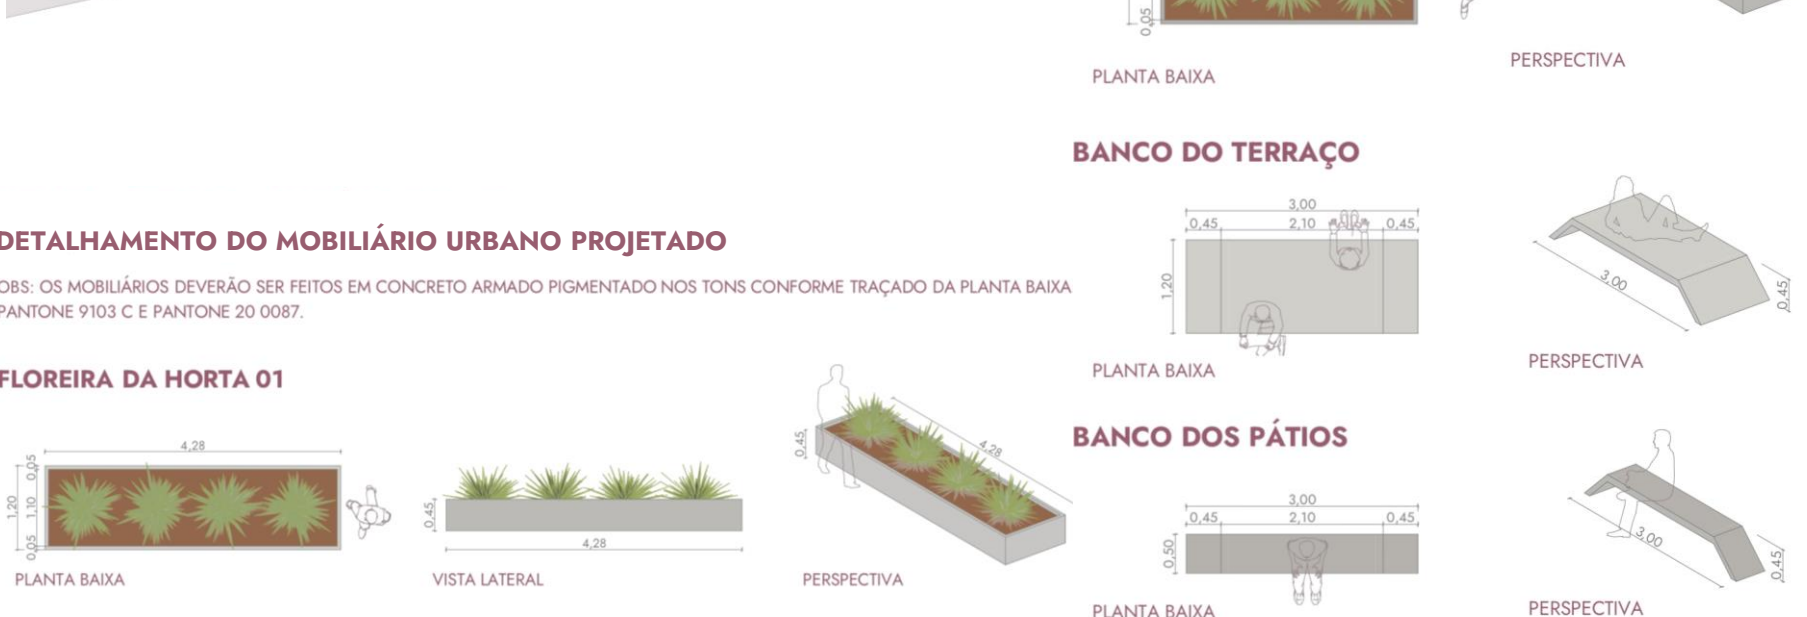 0,05
PLANTA BAIXA
PERSPECTIVA
BANCO DO TERRAÇO
3,00
0,45
2,10
0,45
1,20
PLANTA BAIXA
3,00
0,45
PERSPECTIVA
DETALHAMENTO DO MOBILIÁRIO URBANO PROJETADO
OBS: OS MOBILIÁRIOS DEVERÃO SER FEITOS EM CONCRETO ARMADO PIGMENTADO NOS TONS CONFORME TRAÇADO DA PLANTA BAIXA
PANTONE 9103 C E PANTONE 20 0087.
FLOREIRA DA HORTA 01
4,28
0,05
1,20
1,10
0,05
PLANTA BAIXA
0,45
4,28
VISTA LATERAL
0,45
4,28
PERSPECTIVA
BANCO DOS PÁTIOS
3,00
0,45
2,10
0,45
0,50
PLANTA BAIXA
3,00
0,45
PERSPECTIVA